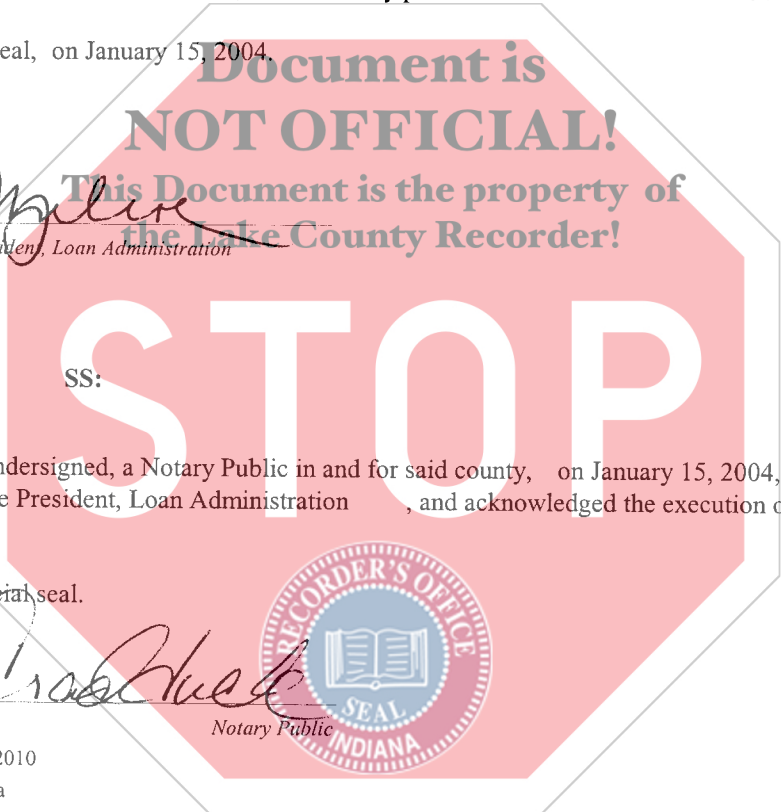 eal, on January 15, 2004.
Document is
NOT OFFICIAL!
This Document is the property of
the Lake County Recorder!
ident, Loan Administration
STOP
SS:
ndersigned, a Notary Public in and for said county, on January 15, 2004,
e President, Loan Administration , and acknowledged the execution o
cial seal.
RECORDER'S OFFICE
SEAL
INDIANA
Notary Public
2010
a